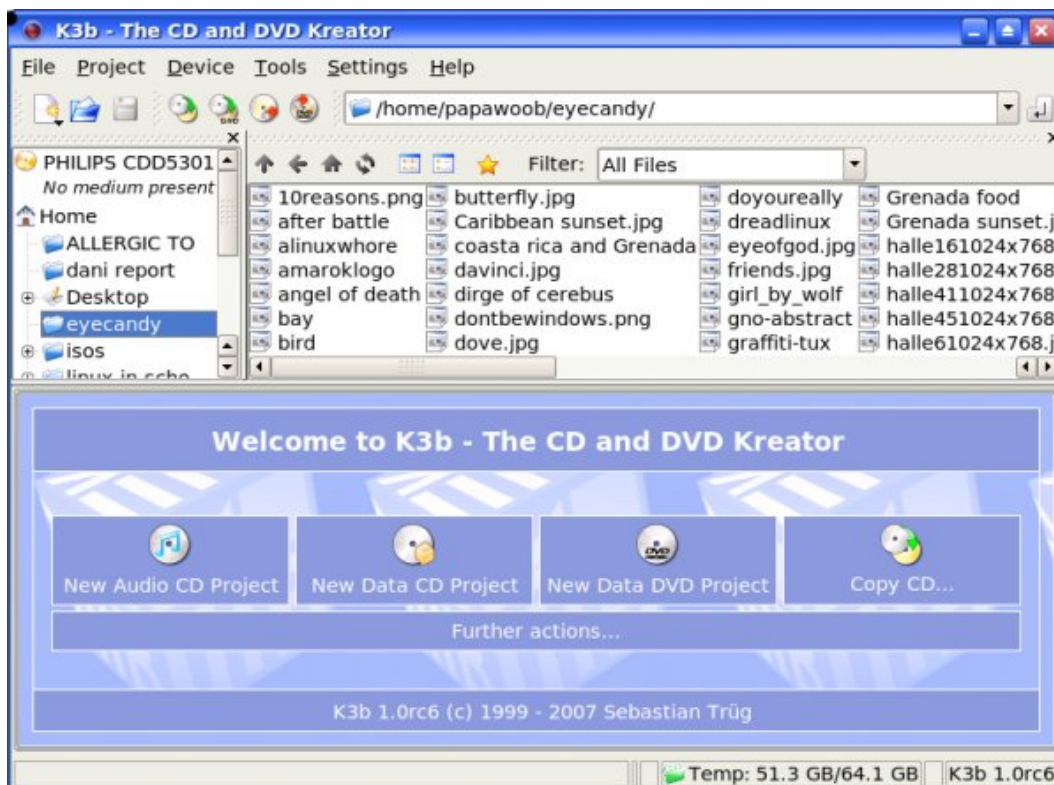 K3b - The CD and DVD Kreator
File Project Device Tools Settings Help
/home/papawoob/eyecandy/
PHILIPS CDD5301
No medium present
Home
ALLERGIC TO
dani report
Desktop
eyecandy
isos
linux in scho
Filter: All Files
10reasons.png butterfly.jpg doyoureally Grenada food
after battle Caribbean sunset.jpg dreadlinux Grenada sunset.j
alinuxwhore coasta rica and Grenada eyeofgod.jpg halle161024x768
amaroklogo davinci.jpg friends.jpg halle281024x768
angel of death dirge of cerebus girl_by_wolf halle411024x768
bay dontbewindows.png gno-abstract halle451024x768
bird dove.jpg graffiti-tux halle61024x768.j
Welcome to K3b - The CD and DVD Kreator
New Audio CD Project New Data CD Project New Data DVD Project Copy CD...
Further actions...
K3b 1.0rc6 (c) 1999 - 2007 Sebastian Trüg
Temp: 51.3 GB/64.1 GB K3b 1.0rc6